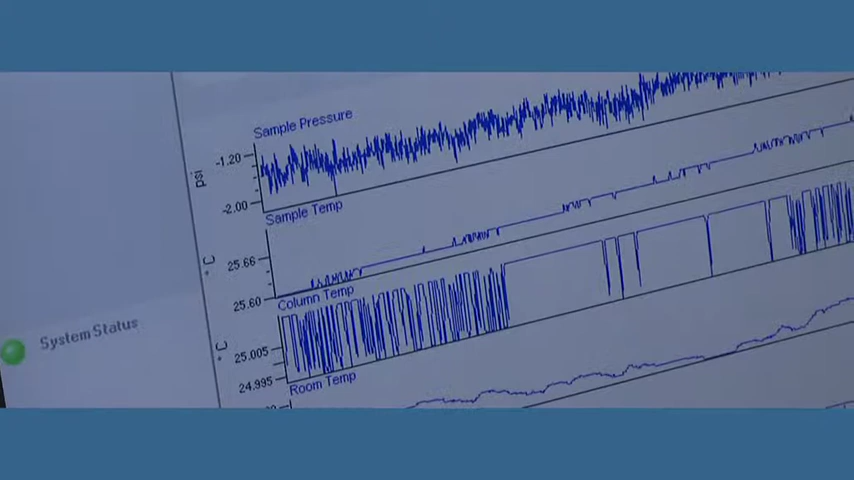 Sample Pressure
-1.20
psi
-2.00
Sample Temp
25.66
°C
25.60
Column Temp
25.005
°C
24.995
Room Temp
System Status